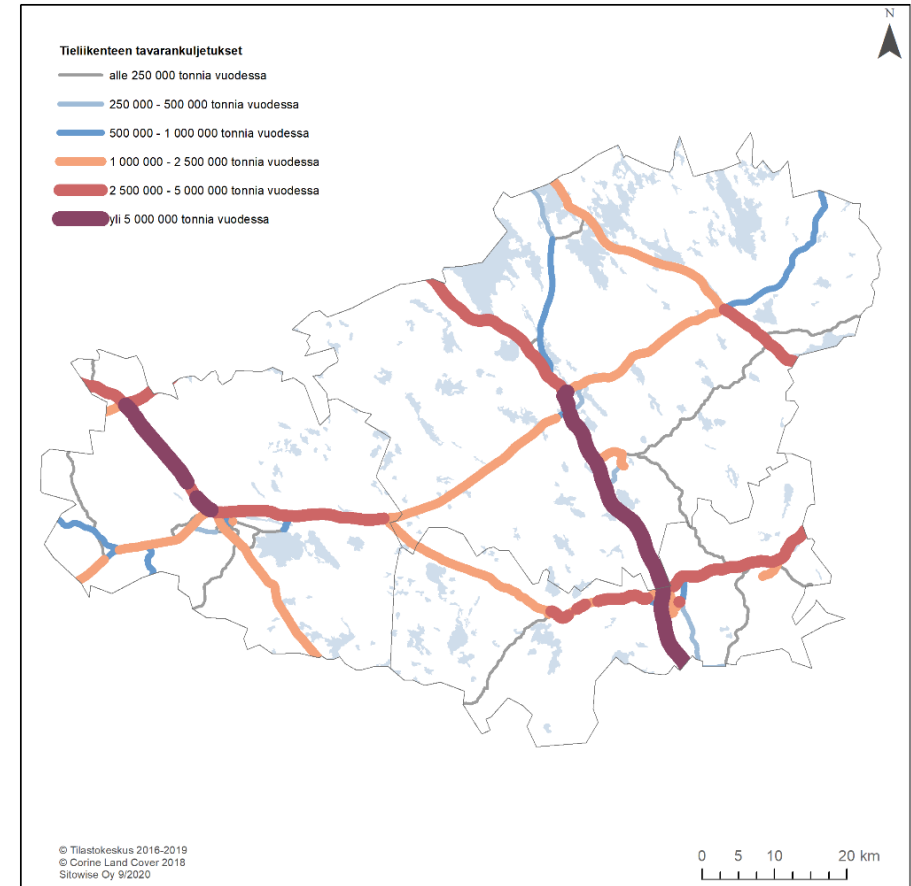 N
Tieliikenteen tavarankuljetukset
alle 250 000 tonnia vuodessa
250 000 - 500 000 tonnia vuodessa
500 000 - 1 000 000 tonnia vuodessa
1 000 000 - 2 500 000 tonnia vuodessa
2 500 000 - 5 000 000 tonnia vuodessa
yli 5 000 000 tonnia vuodessa
© Tilastokeskus 2016-2019
© Corine Land Cover 2018
Sitowise Oy 9/2020
0 5 10 20 km